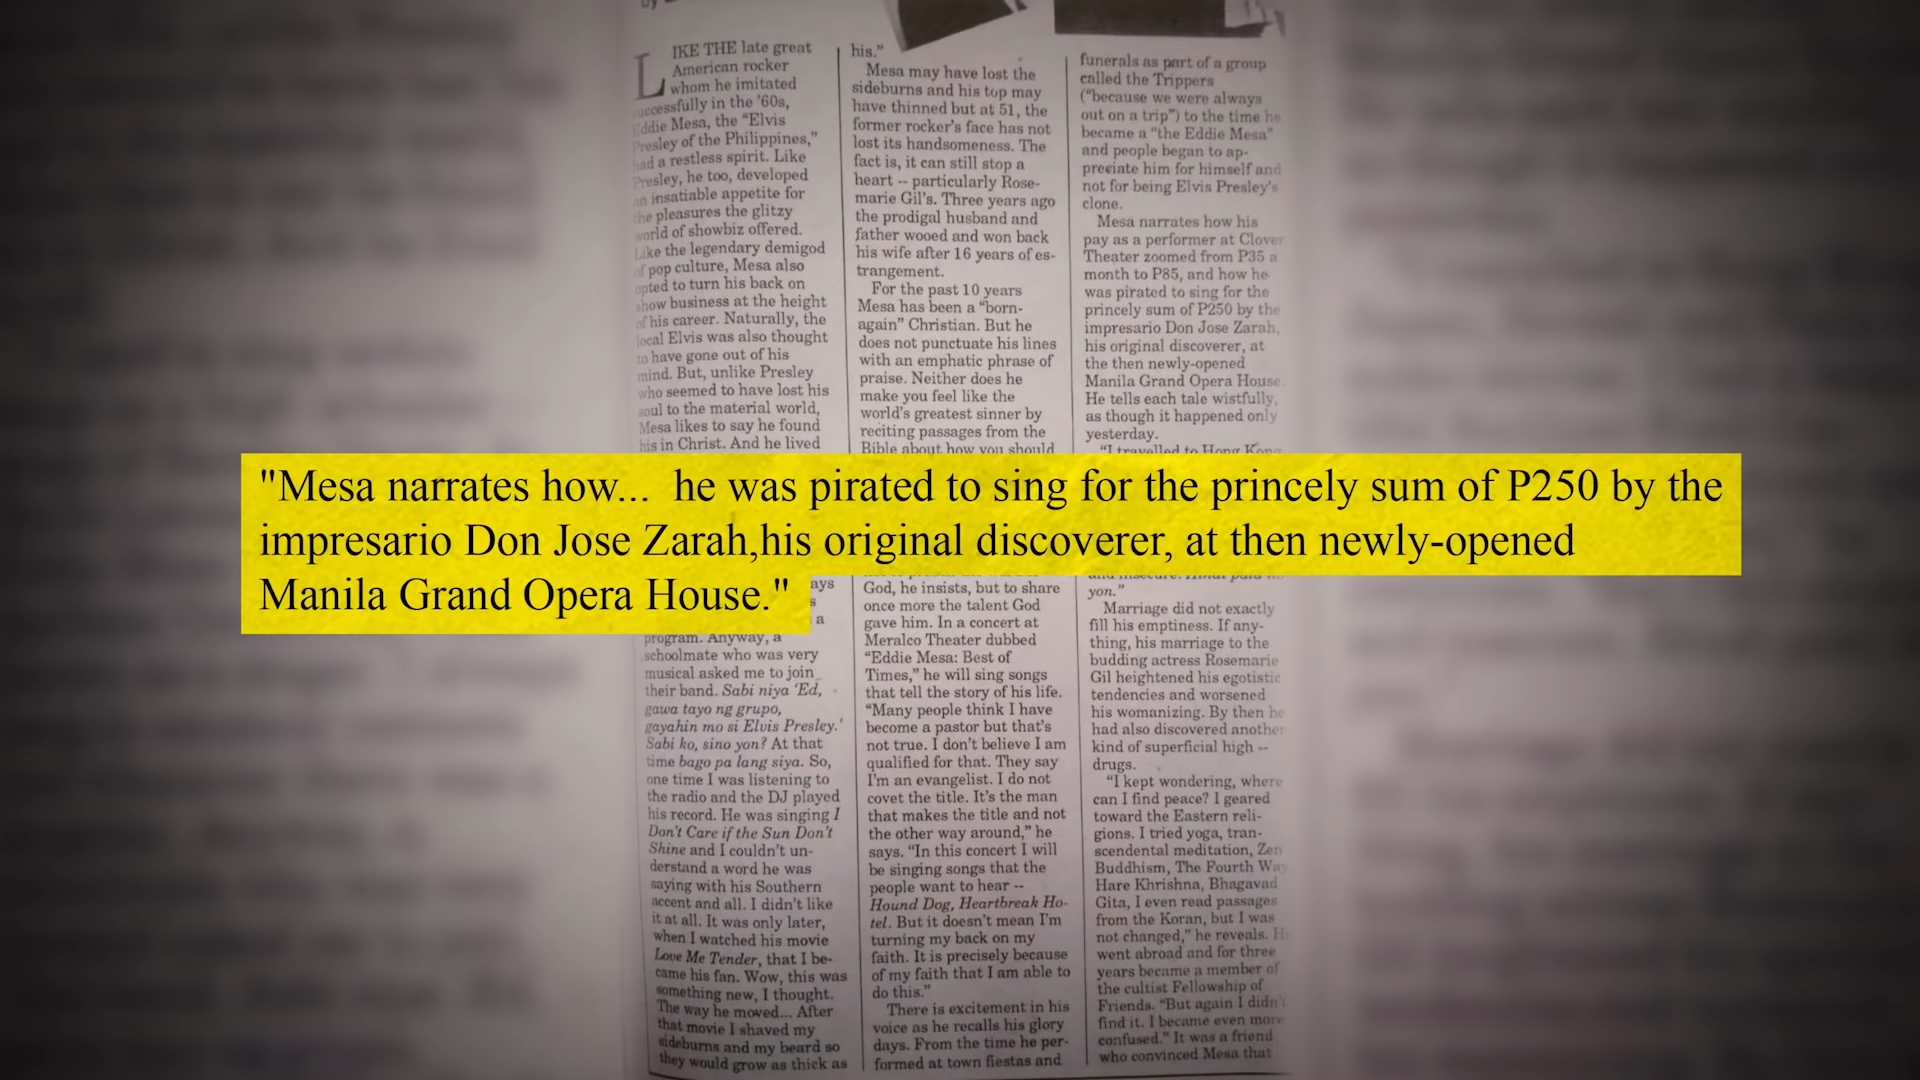 "Mesa narrates how... he was pirated to sing for the princely sum of P250 by the
impresario Don Jose Zarah,his original discoverer, at then newly-opened
Manila Grand Opera House."
LIKE THE late great
American rocker
whom he imitated
successfully in the '60s,
Eddie Mesa, the "Elvis
Presley of the Philippines,"
had a restless spirit. Like
Presley, he too, developed
an insatiable appetite for
the pleasures the glitzy
world of showbiz offered.
Like the legendary demigod
of pop culture, Mesa also
opted to turn his back on
show business at the height
of his career. Naturally, the
local Elvis was also thought
to have gone out of his
mind. But, unlike Presley
who seemed to have lost his
soul to the material world,
Mesa likes to say he found
his in Christ. And he lived
ays
s
a
program. Anyway, a
schoolmate who was very
musical asked me to join
their band. Sabi niya 'Ed,
gawa tayo ng grupo,
gayahin mo si Elvis Presley.'
Sabi ko, sino yon? At that
time bago pa lang siya. So,
one time I was listening to
the radio and the DJ played
his record. He was singing I
Don't Care if the Sun Don't
Shine and I couldn't un-
derstand a word he was
saying with his Southern
accent and all. I didn't like
it at all. It was only later,
when I watched his movie
Love Me Tender, that I be-
came his fan. Wow, this was
something new, I thought.
The way he moved... After
that movie I shaved my
sideburns and my beard so
they would grow as thick as
his."
Mesa may have lost the
sideburns and his top may
have thinned but at 51, the
former rocker's face has not
lost its handsomeness. The
fact is, it can still stop a
heart -- particularly Rose-
marie Gil's. Three years ago
the prodigal husband and
father wooed and won back
his wife after 16 years of es-
trangement.
For the past 10 years
Mesa has been a "born-
again" Christian. But he
does not punctuate his lines
with an emphatic phrase of
praise. Neither does he
make you feel like the
world's greatest sinner by
reciting passages from the
Bible about how you should
God, he insists, but to share
once more the talent God
gave him. In a concert at
Meralco Theater dubbed
"Eddie Mesa: Best of
Times," he will sing songs
that tell the story of his life.
"Many people think I have
become a pastor but that's
not true. I don't believe I am
qualified for that. They say
I'm an evangelist. I do not
covet the title. It's the man
that makes the title and not
the other way around," he
says. "In this concert I will
be singing songs that the
people want to hear --
Hound Dog, Heartbreak Ho-
tel. But it doesn't mean I'm
turning my back on my
faith. It is precisely because
of my faith that I am able to
do this."
There is excitement in his
voice as he recalls his glory
days. From the time he per-
formed at town fiestas and
funerals as part of a group
called the Trippers
("because we were always
out on a trip") to the time he
became a "the Eddie Mesa"
and people began to ap-
preciate him for himself and
not for being Elvis Presley's
clone.
Mesa narrates how his
pay as a performer at Clover
Theater zoomed from P35 a
month to P85, and how he
was pirated to sing for the
princely sum of P250 by the
impresario Don Jose Zarah,
his original discoverer, at
the then newly-opened
Manila Grand Opera House.
He tells each tale wistfully,
as though it happened only
yesterday.
"I travelled to Hong Kong
yon."
Marriage did not exactly
fill his emptiness. If any-
thing, his marriage to the
budding actress Rosemarie
Gil heightened his egotistic
tendencies and worsened
his womanizing. By then he
had also discovered another
kind of superficial high --
drugs.
"I kept wondering, where
can I find peace? I geared
toward the Eastern reli-
gions. I tried yoga, tran-
scendental meditation, Zen
Buddhism, The Fourth Way
Hare Khrishna, Bhagavad
Gita, I even read passages
from the Koran, but I was
not changed," he reveals. He
went abroad and for three
years became a member of
the cultist Fellowship of
Friends. "But again I didn't
find it. I became even more
confused." It was a friend
who convinced Mesa that